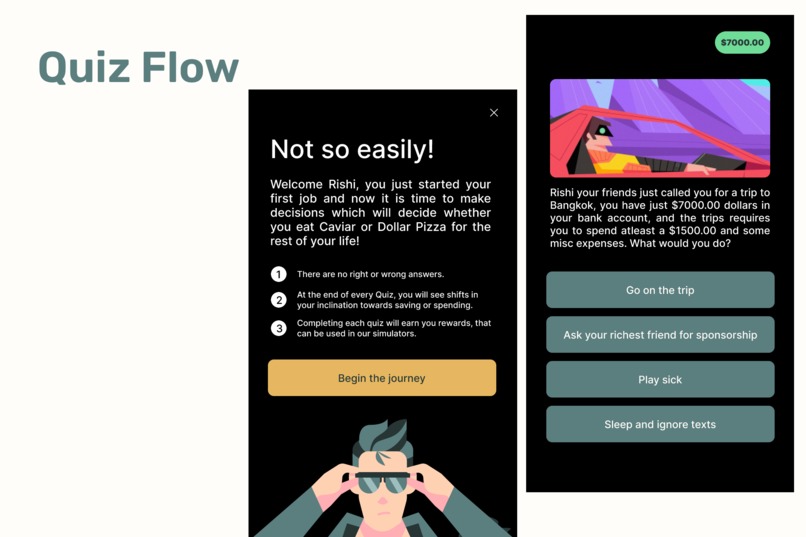 Quiz Flow
Not so easily!
Welcome Rishi, you just started your
first job and now it is time to make
decisions which will decide whether
you eat Caviar or Dollar Pizza for the
rest of your life!
1 There are no right or wrong answers.
2 At the end of every Quiz, you will see shifts in
your inclination towards saving or spending.
3 Completing each quiz will earn you rewards, that
can be used in our simulators.
Begin the journey
$7000.00
Rishi your friends just called you for a trip to
Bangkok, you have just $7000.00 dollars in
your bank account, and the trips requires
you to spend atleast a $1500.00 and some
misc expenses. What would you do?
Go on the trip
Ask your richest friend for sponsorship
Play sick
Sleep and ignore texts